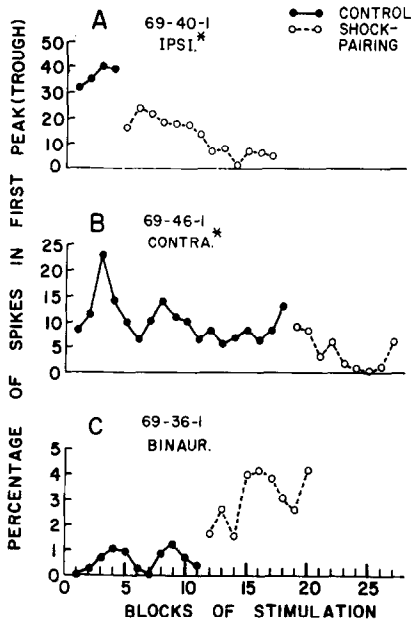 A
69-40-1
IPSI.*
CONTROL
SHOCK-
PAIRING
50
40
30
20
10
0
B
69-46-1
CONTRA.*
25
20
15
10
5
0
C
69-36-1
BINAUR.
5
4
3
2
1
0
0 5 10 15 20 25
BLOCKS OF STIMULATION
PERCENTAGE OF SPIKES IN FIRST PEAK(TROUGH)